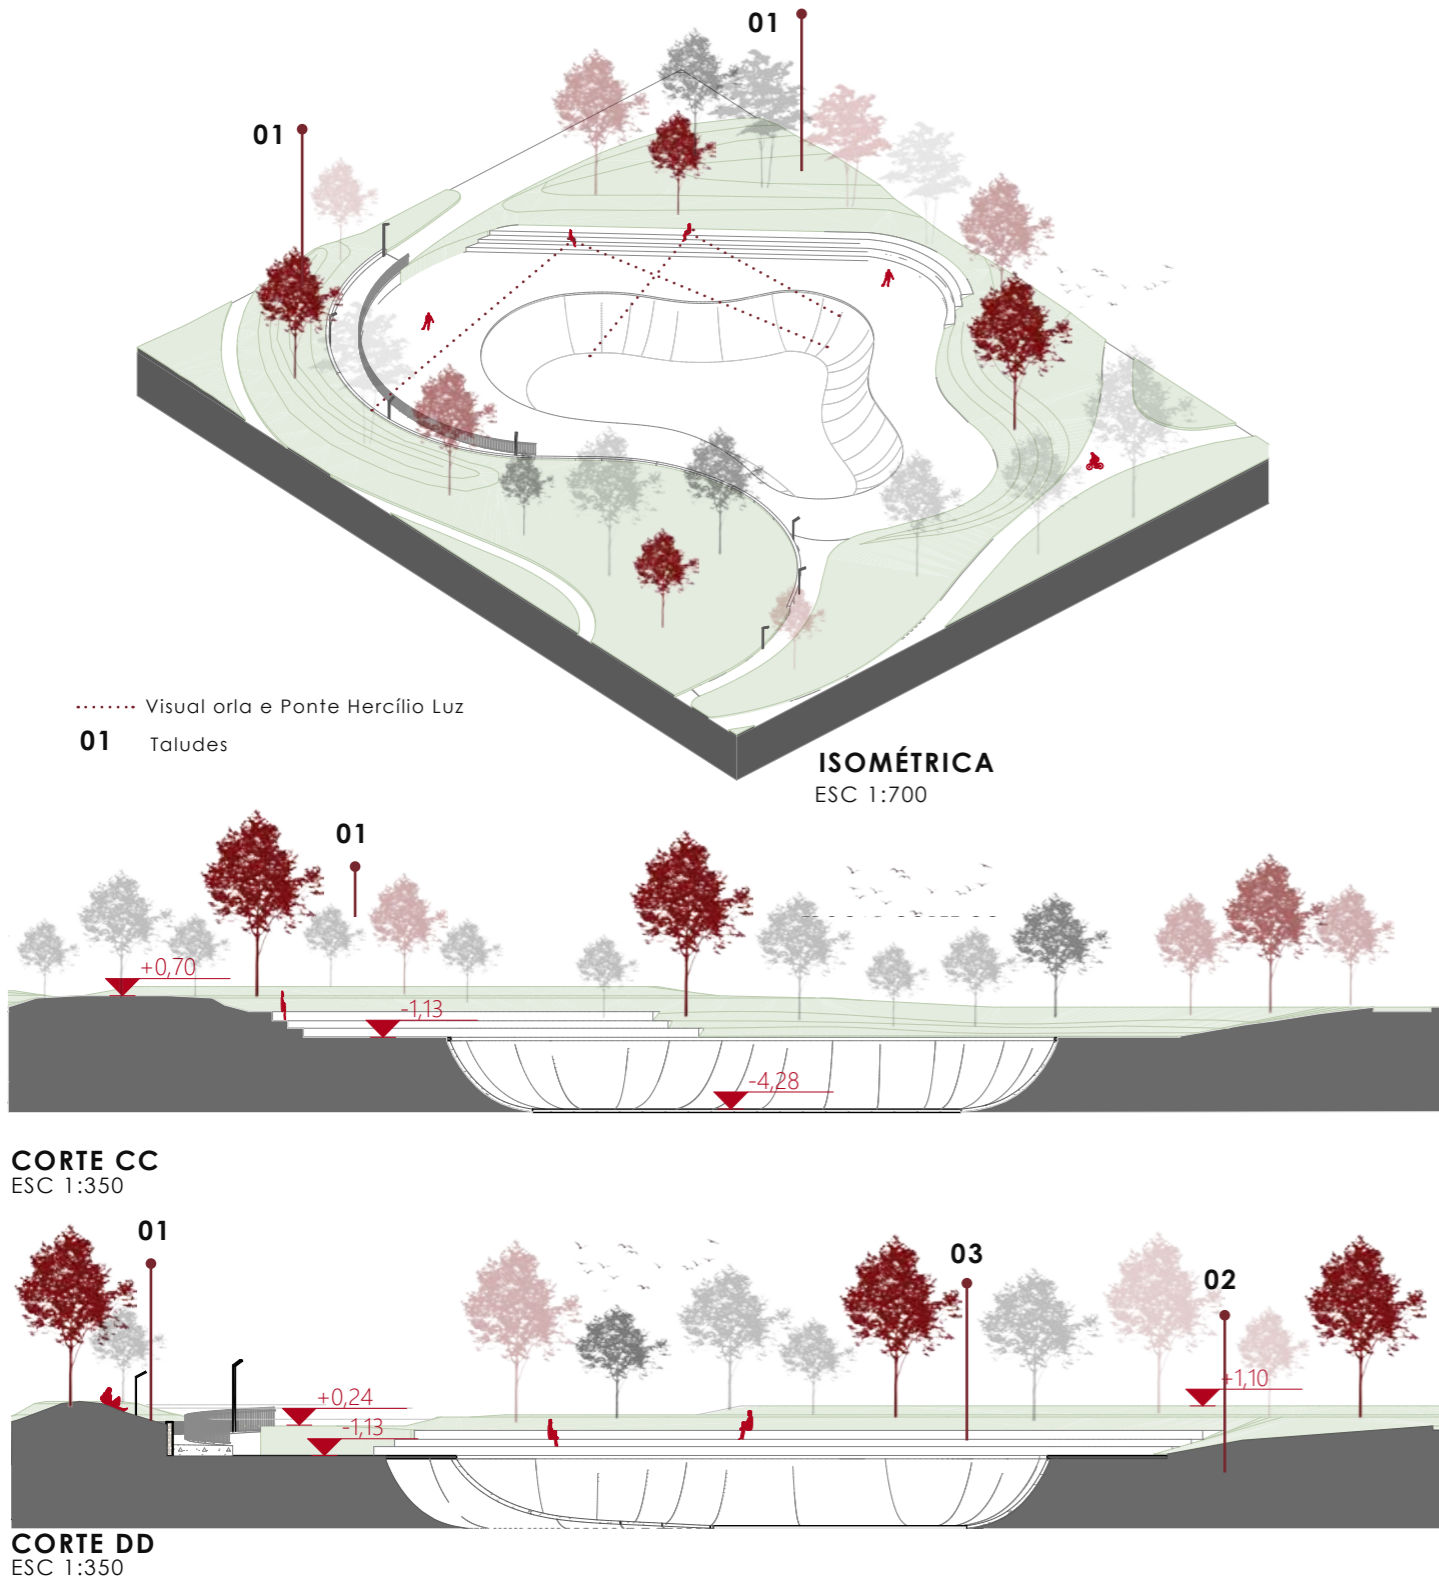 01
01
Visual orla e Ponte Hercílio Luz
01 Taludes
ISOMÉTRICA
ESC 1:700
01
+0,70
-1,13
-4,28
CORTE CC
ESC 1:350
01
03
02
+1,10
+0,24
-1,13
CORTE DD
ESC 1:350